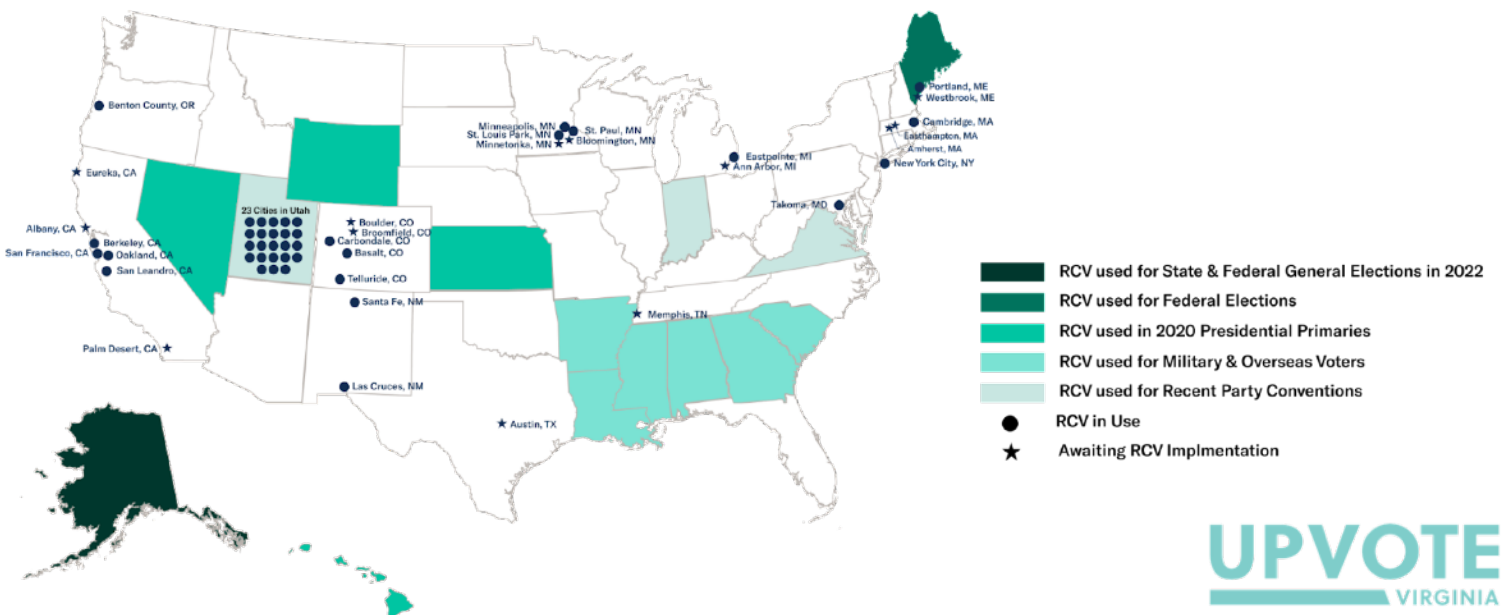 Benton County, OR
Eureka, CA
Albany, CA
Berkeley, CA
San Francisco, CA
Oakland, CA
San Leandro, CA
Palm Desert, CA
23 Cities in Utah
Boulder, CO
Broomfield, CO
Carbondale, CO
Basalt, CO
Telluride, CO
Santa Fe, NM
Las Cruces, NM
Austin, TX
Minneapolis, MN
St. Paul, MN
St. Louis Park, MN
Bloomington, MN
Minnetonka, MN
Eastpointe, MI
Ann Arbor, MI
Memphis, TN
Takoma, MD
Portland, ME
Westbrook, ME
Cambridge, MA
Easthampton, MA
Amherst, MA
New York City, NY
RCV used for State & Federal General Elections in 2022
RCV used for Federal Elections
RCV used in 2020 Presidential Primaries
RCV used for Military & Overseas Voters
RCV used for Recent Party Conventions
RCV in Use
Awaiting RCV Implmentation
UPVOTE
VIRGINIA